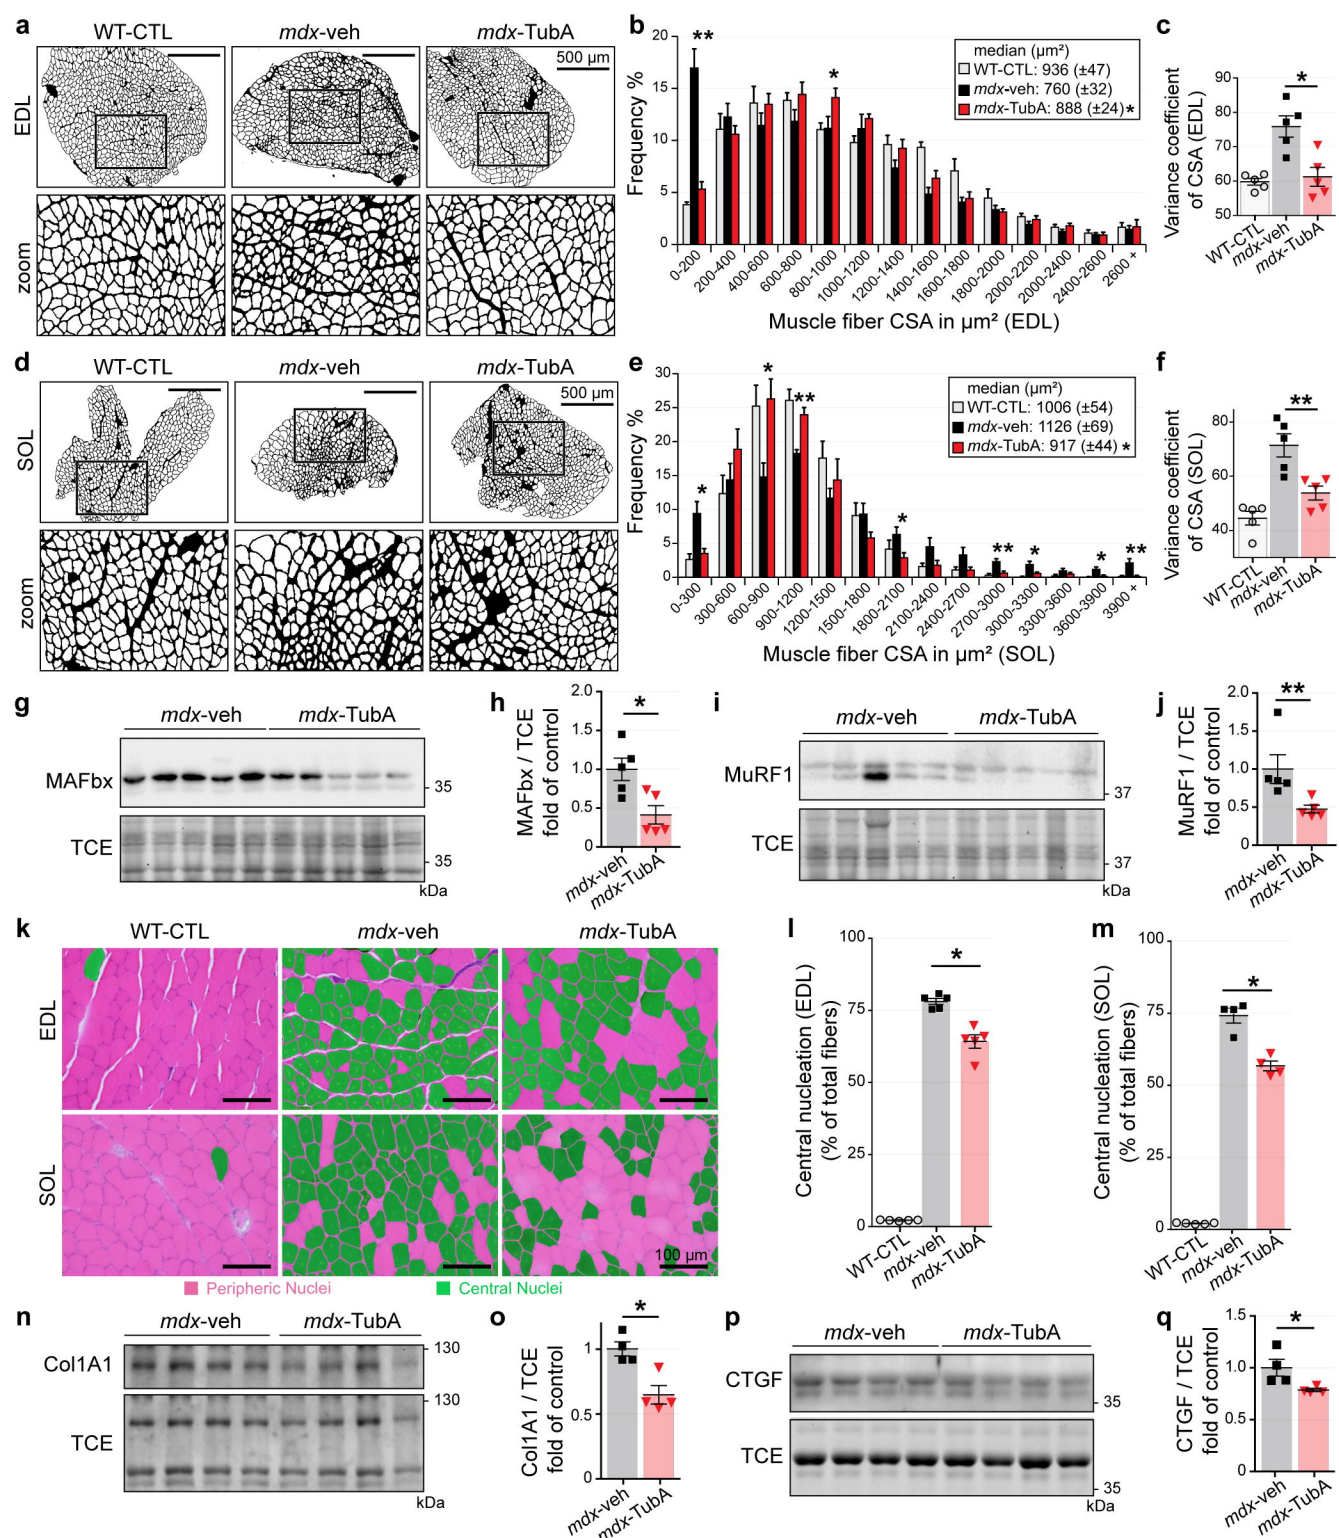 a
WT-CTL
mdx-veh
mdx-TubA
500 µm
EDL
zoom
b
Frequency %
20
15
10
5
0
**
*
median (µm²)
WT-CTL: 936 (±47)
mdx-veh: 760 (±32)
mdx-TubA: 888 (±24) *
0-200
200-400
400-600
600-800
800-1000
1000-1200
1200-1400
1400-1600
1600-1800
1800-2000
2000-2200
2000-2400
2400-2600
2600 +
Muscle fiber CSA in µm² (EDL)
c
Variance coefficient
of CSA (EDL)
90
80
70
60
50
*
WT-CTL
mdx-veh
mdx-TubA
d
WT-CTL
mdx-veh
mdx-TubA
500 µm
SOL
zoom
e
Frequency %
30
25
20
15
10
5
0
*
*
**
*
**
*
*
**
median (µm²)
WT-CTL: 1006 (±54)
mdx-veh: 1126 (±69)
mdx-TubA: 917 (±44) *
0-300
300-600
600-900
900-1200
1200-1500
1500-1800
1800-2100
2100-2400
2400-2700
2700-3000
3000-3300
3300-3600
3600-3900
3900 +
Muscle fiber CSA in µm² (SOL)
f
Variance coefficient
of CSA (SOL)
80
60
40
**
WT-CTL
mdx-veh
mdx-TubA
g
mdx-veh
mdx-TubA
MAFbx
35
TCE
35
kDa
h
MAFbx / TCE
fold of control
2.0
1.5
1.0
0.5
0
*
mdx-veh
mdx-TubA
i
mdx-veh
mdx-TubA
MuRF1
37
TCE
37
kDa
j
MuRF1 / TCE
fold of control
2.0
1.5
1.0
0.5
0
**
mdx-veh
mdx-TubA
k
WT-CTL
mdx-veh
mdx-TubA
EDL
SOL
100 µm
Peripheric Nuclei
Central Nuclei
l
Central nucleation (EDL)
(% of total fibers)
100
75
50
25
0
*
WT-CTL
mdx-veh
mdx-TubA
m
Central nucleation (SOL)
(% of total fibers)
100
75
50
25
0
*
WT-CTL
mdx-veh
mdx-TubA
n
mdx-veh
mdx-TubA
Col1A1
130
130
TCE
kDa
o
Col1A1 / TCE
fold of control
1.0
0.5
0
*
mdx-veh
mdx-TubA
p
mdx-veh
mdx-TubA
CTGF
35
TCE
35
kDa
q
CTGF / TCE
fold of control
1.5
1.0
0.5
0
*
mdx-veh
mdx-TubA